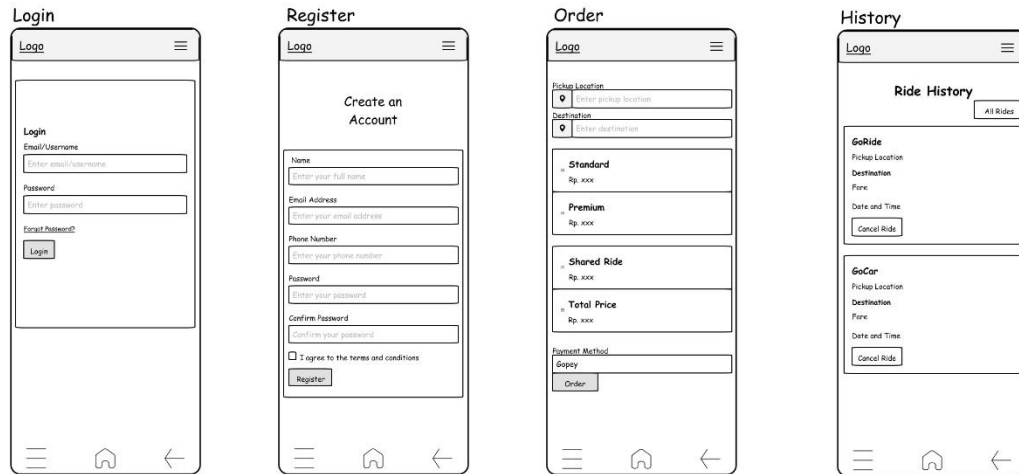 Login
Logo
Login
Email/Username
Enter email/username
Password
Enter password
Forgot Password?
Login
Register
Logo
Create an
Account
Name
Enter your full name
Email Address
Enter your email address
Phone Number
Enter your phone number
Password
Enter your password
Confirm Password
Confirm your password
I agree to the terms and conditions
Register
Order
Logo
Pickup Location
Enter pickup location
Destination
Enter destination
Standard
Rp. xxx
Premium
Rp. xxx
Shared Ride
Rp. xxx
Total Price
Rp. xxx
Payment Method
Gopey
Order
History
Logo
Ride History
All Rides
GoRide
Pickup Location
Destination
Fare
Date and Time
Cancel Ride
GoCar
Pickup Location
Destination
Fare
Date and Time
Cancel Ride